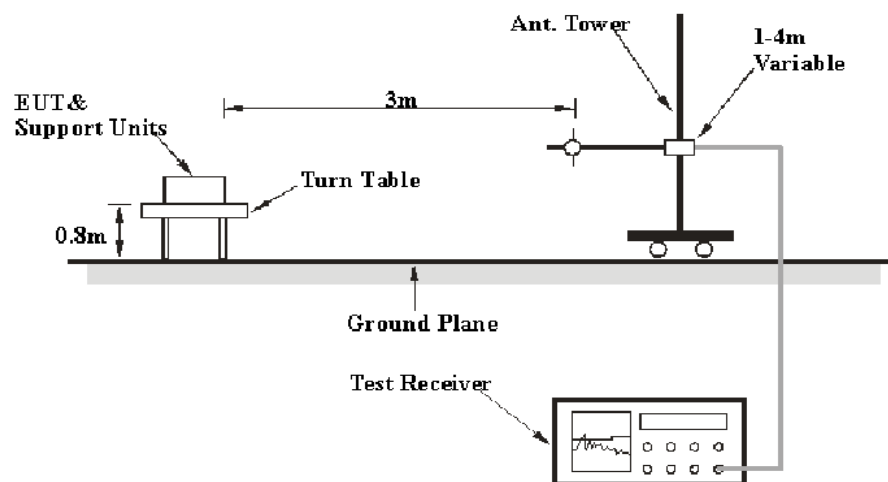 Ant. Tower
1-4m
Variable
3m
EUT&
Support Units
Turn Table
0.8m
Ground Plane
Test Receiver